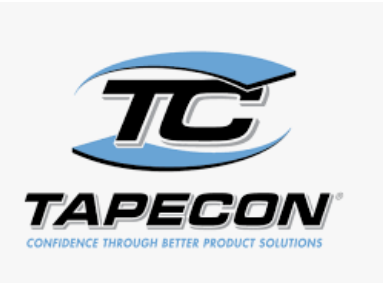 TC
TAPECON®
CONFIDENCE THROUGH BETTER PRODUCT SOLUTIONS